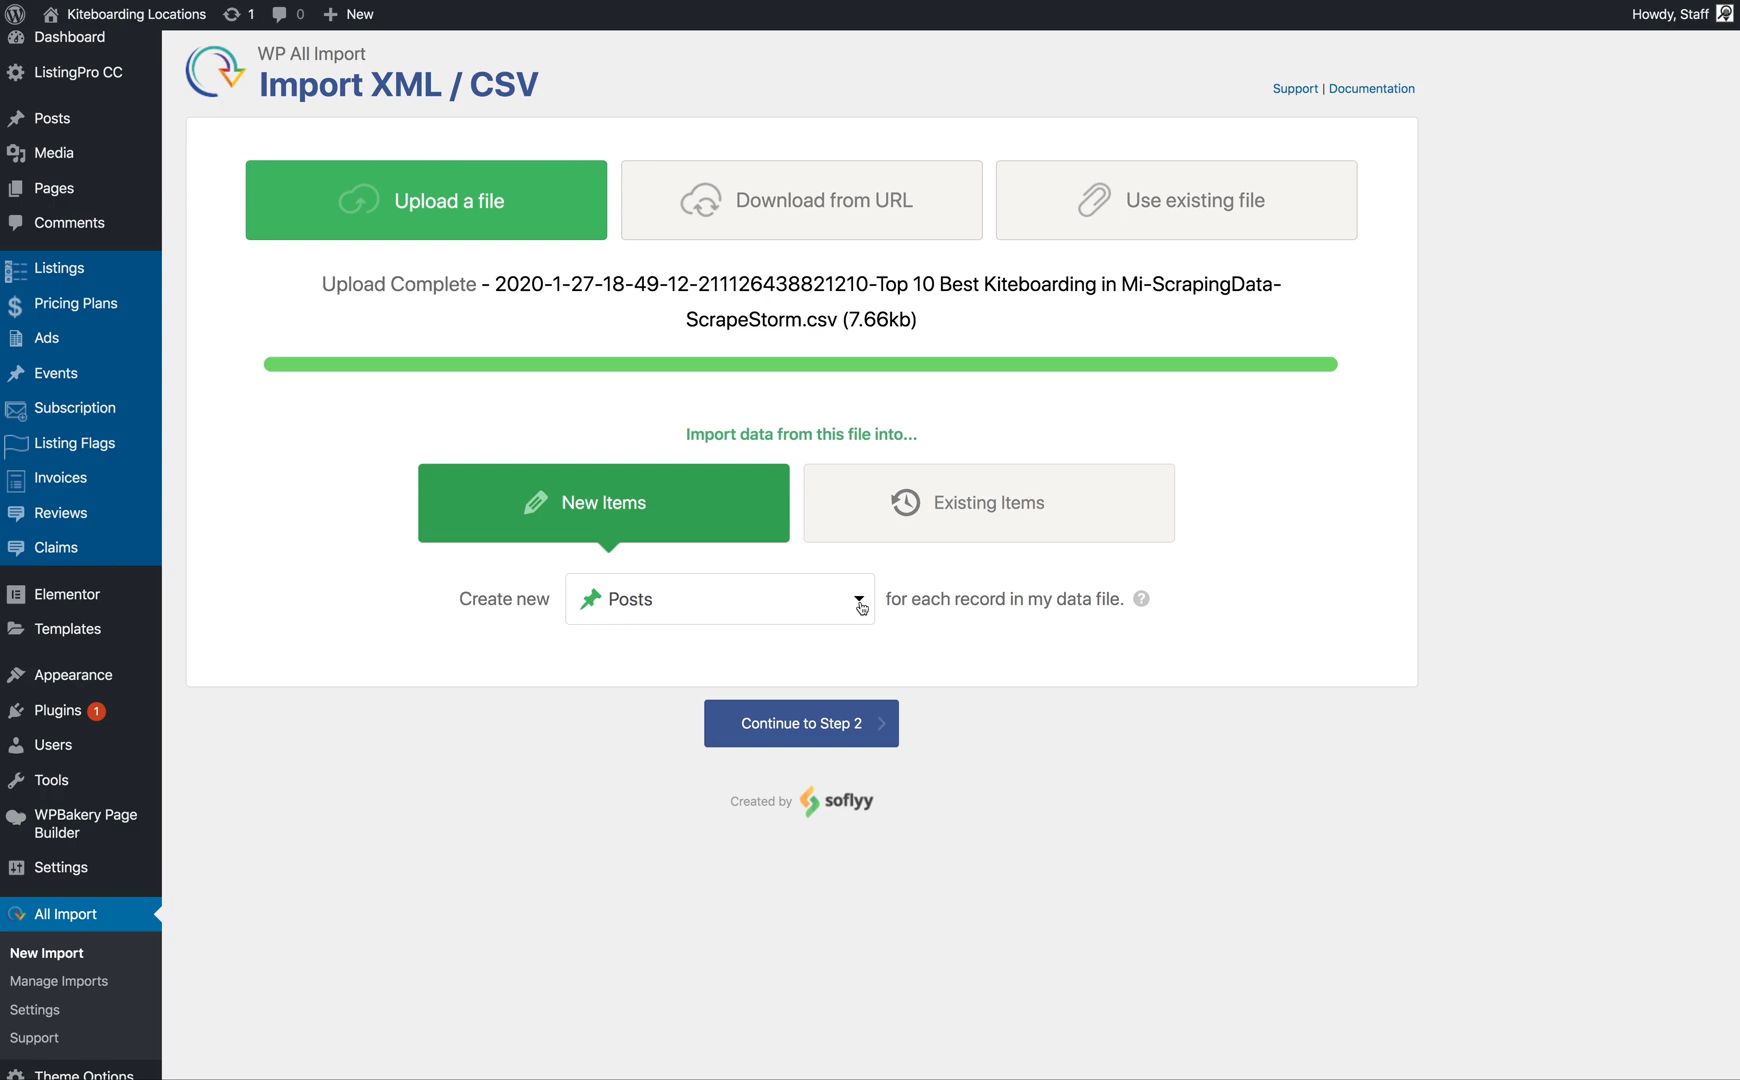 Kiteboarding Locations
1
0
New
Howdy, Staff
Dashboard
ListingPro CC
Posts
Media
Pages
Comments
Listings
Pricing Plans
Ads
Events
Subscription
Listing Flags
Invoices
Reviews
Claims
Elementor
Templates
Appearance
Plugins 1
Users
Tools
WPBakery Page
Builder
Settings
All Import
New Import
Manage Imports
Settings
Support
Theme Options
WP All Import
Import XML / CSV
Support | Documentation
Upload a file
Download from URL
Use existing file
Upload Complete - 2020-1-27-18-49-12-211126438821210-Top 10 Best Kiteboarding in Mi-ScrapingData-
ScrapeStorm.csv (7.66kb)
Import data from this file into...
New Items
Existing Items
Create new
Posts
for each record in my data file. ?
Continue to Step 2
Created by soflyy